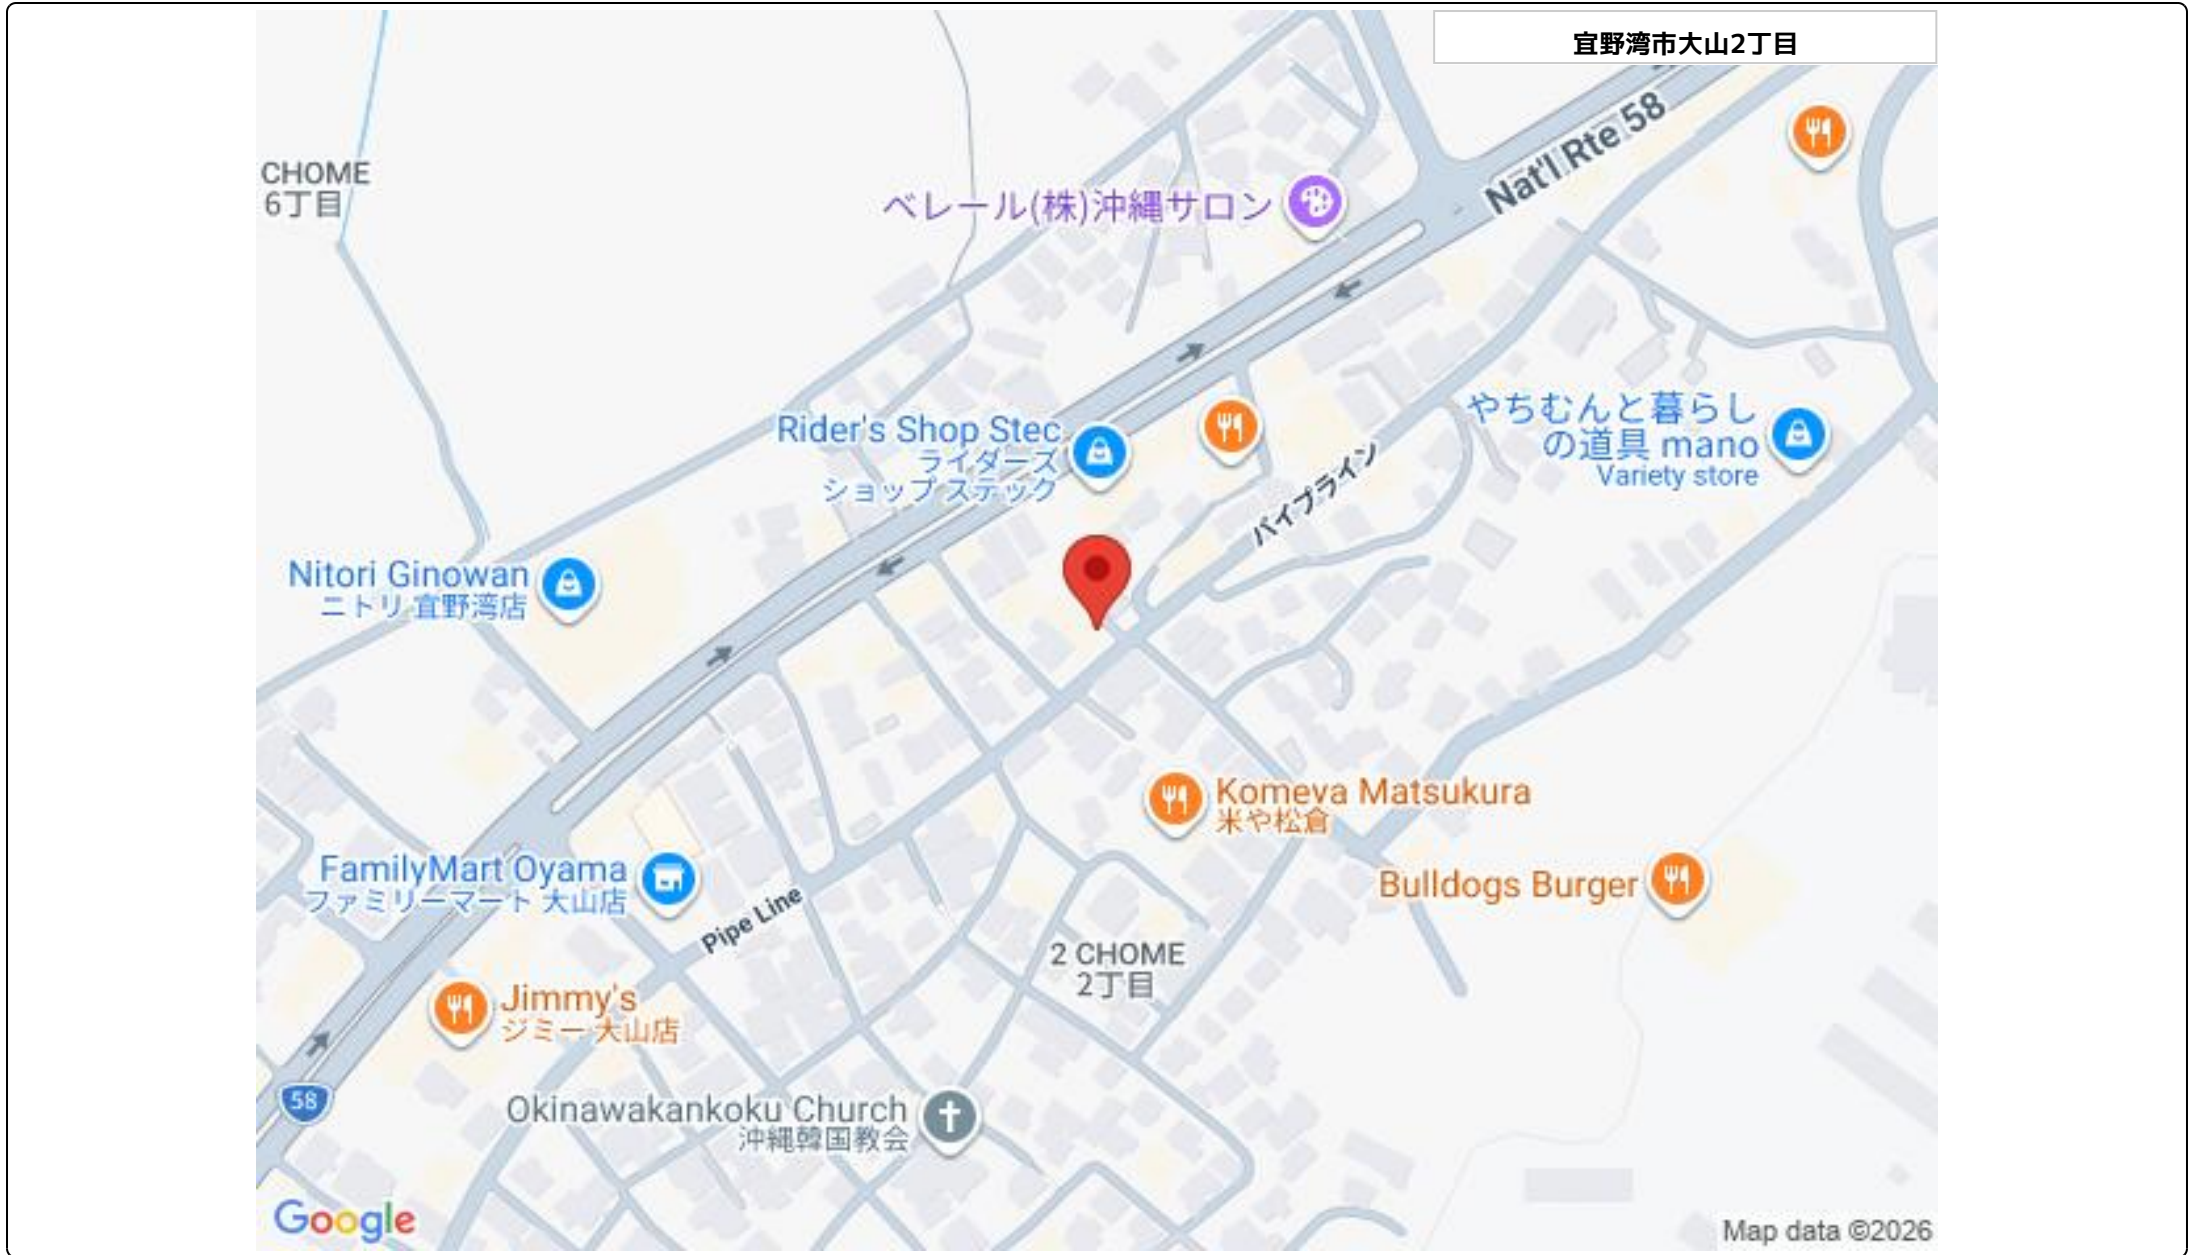 宜野湾市大山2丁目
Nat'l Rte 58
CHOME
6丁目
ベレール(株)沖縄サロン
Rider's Shop Stec
ライダーズ
ショップ ステック
やちむんと暮らし
の道具 mano
Variety store
パイプライン
Nitori Ginowan
ニトリ 宜野湾店
Komeya Matsukura
米や松倉
FamilyMart Oyama
ファミリーマート 大山店
Bulldogs Burger
Pipe Line
2 CHOME
2丁目
Jimmy's
ジミー 大山店
58
Okinawakankoku Church
沖縄韓国教会
Google
Map data ©2026